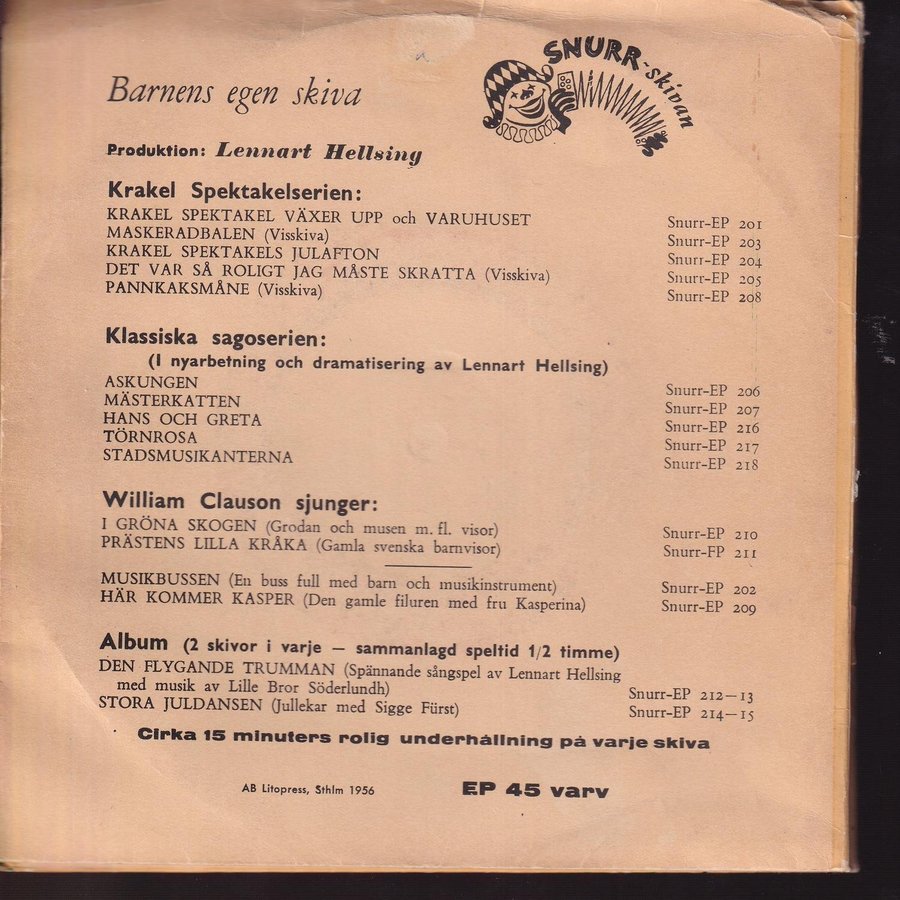 SNURR-skivan
Barnens egen skiva
Produktion: Lennart Hellsing
Krakel Spektakelserien:
KRAKEL SPEKTAKEL VÄXER UPP och VARUHUSET Snurr-EP 201
MASKERADBALEN (Visskiva) Snurr-EP 203
KRAKEL SPEKTAKELS JULAFTON Snurr-EP 204
DET VAR SÅ ROLIGT JAG MÅSTE SKRATTA (Visskiva) Snurr-EP 205
PANNKAKSMÅNE (Visskiva) Snurr-EP 208
Klassiska sagoserien:
(I nyarbetning och dramatisering av Lennart Hellsing)
ASKUNGEN Snurr-EP 206
MÄSTERKATTEN Snurr-EP 207
HANS OCH GRETA Snurr-EP 216
TÖRNROSA Snurr-EP 217
STADSMUSIKANTERNA Snurr-EP 218
William Clauson sjunger:
I GRÖNA SKOGEN (Grodan och musen m. fl. visor) Snurr-EP 210
PRÄSTENS LILLA KRÅKA (Gamla svenska barnvisor) Snurr-FP 211
MUSIKBUSSEN (En buss full med barn och musikinstrument) Snurr-EP 202
HÄR KOMMER KASPER (Den gamle filuren med fru Kasperina) Snurr-EP 209
Album (2 skivor i varje — sammanlagd speltid 1/2 timme)
DEN FLYGANDE TRUMMAN (Spännande sångspel av Lennart Hellsing
med musik av Lille Bror Söderlundh) Snurr-EP 212—13
STORA JULDANSEN (Jullekar med Sigge Fürst) Snurr-EP 214—15
Cirka 15 minuters rolig underhållning på varje skiva
AB Litopress, Sthlm 1956 EP 45 varv